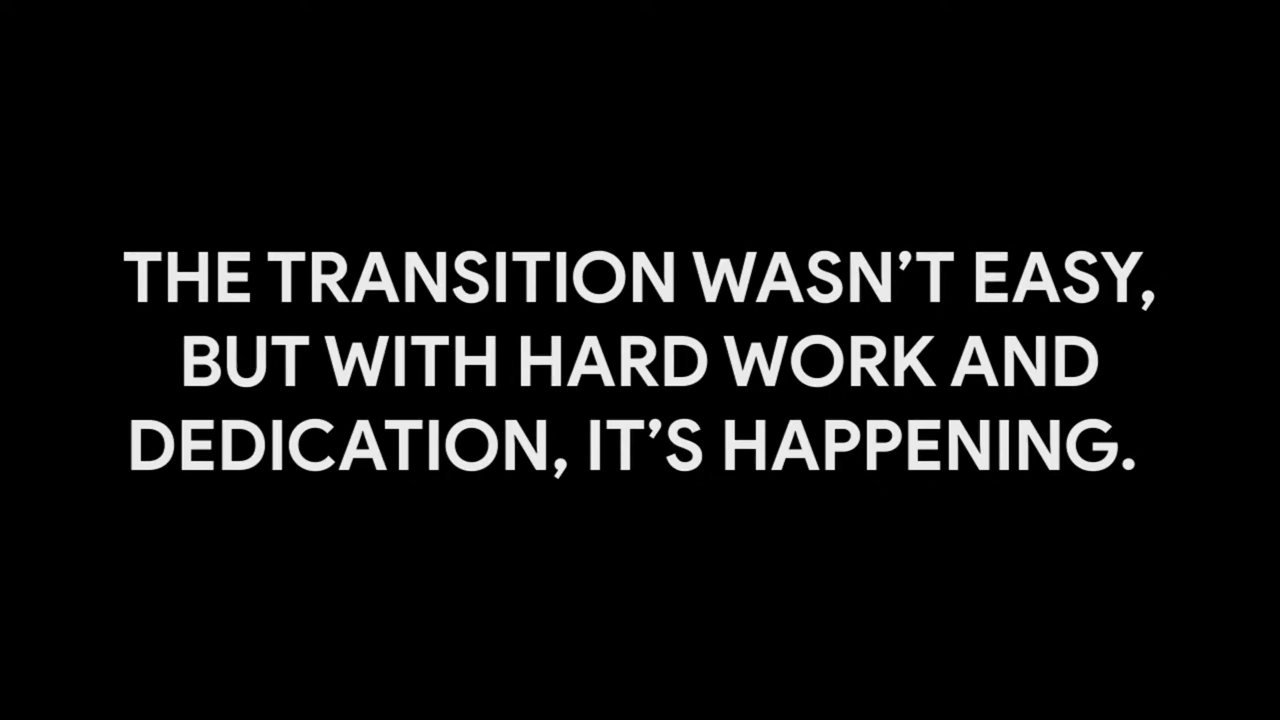 THE TRANSITION WASN’T EASY,
BUT WITH HARD WORK AND
DEDICATION, IT’S HAPPENING.